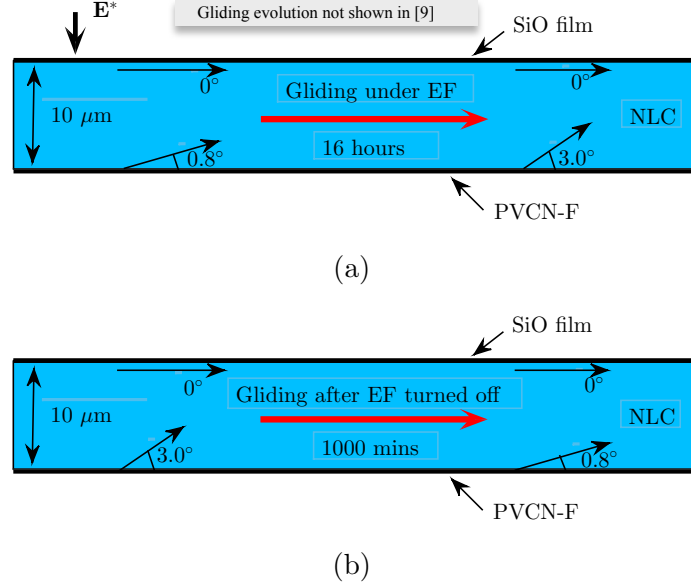 Gliding evolution not shown in [9]
E*
SiO film
0°
0°
10 μm
Gliding under EF
NLC
16 hours
0.8°
3.0°
PVCN-F
(a)
SiO film
0°
0°
Gliding after EF turned off
10 μm
NLC
1000 mins
3.0°
0.8°
PVCN-F
(b)